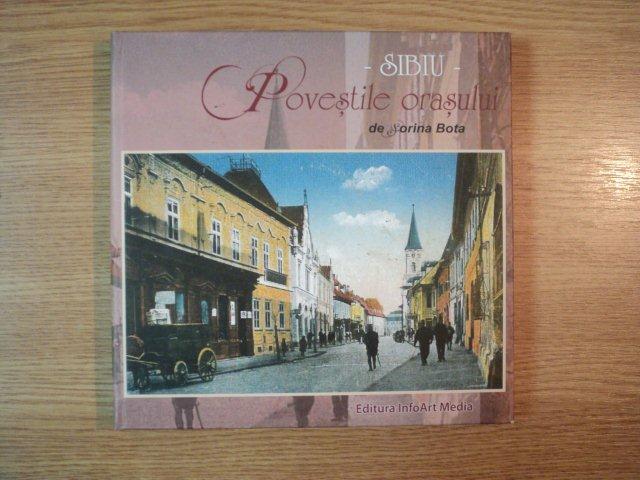 - SIBIU -
Poveștile orașului
de Sorina Bota
Editura InfoArt Media